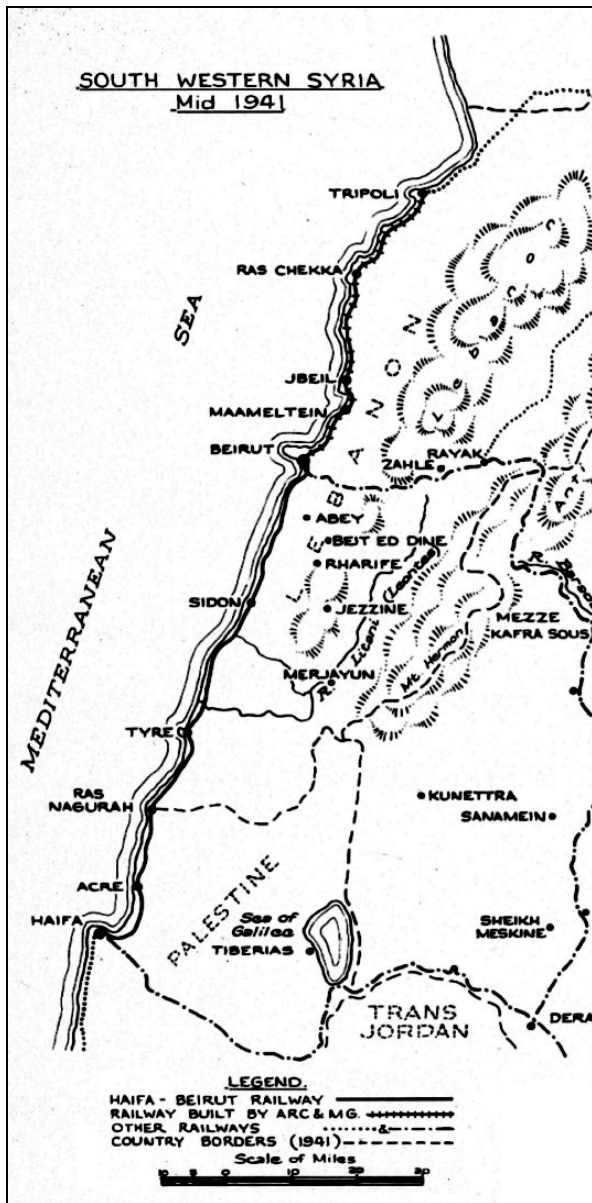 SOUTH WESTERN SYRIA
Mid 1941
TRIPOLI
RAS CHEKKA
MEDITERRANEAN SEA
LEBANON
JBEIL
MAAMELTEIN
BEIRUT
ZAHLE
RAYAK
ABEY
BEIT ED DINE
RHARIFE
SIDON
JEZZINE
R. Litani (Leontes)
MEZZE
KAFRA SOUS
Mt Hermon
MERJAYUN
TYRE
RAS
NAGURAH
KUNETTRA
SANAMEIN
PALESTINE
ACRE
HAIFA
Sea of
Galilee
TIBERIAS
SHEIKH
MESKINE
TRANS
JORDAN
DERA
LEGEND.
HAIFA - BEIRUT RAILWAY
RAILWAY BUILT BY ARC & MG.
OTHER RAILWAYS &
COUNTRY BORDERS (1941)
Scale of Miles
10 5 0 10 20 30